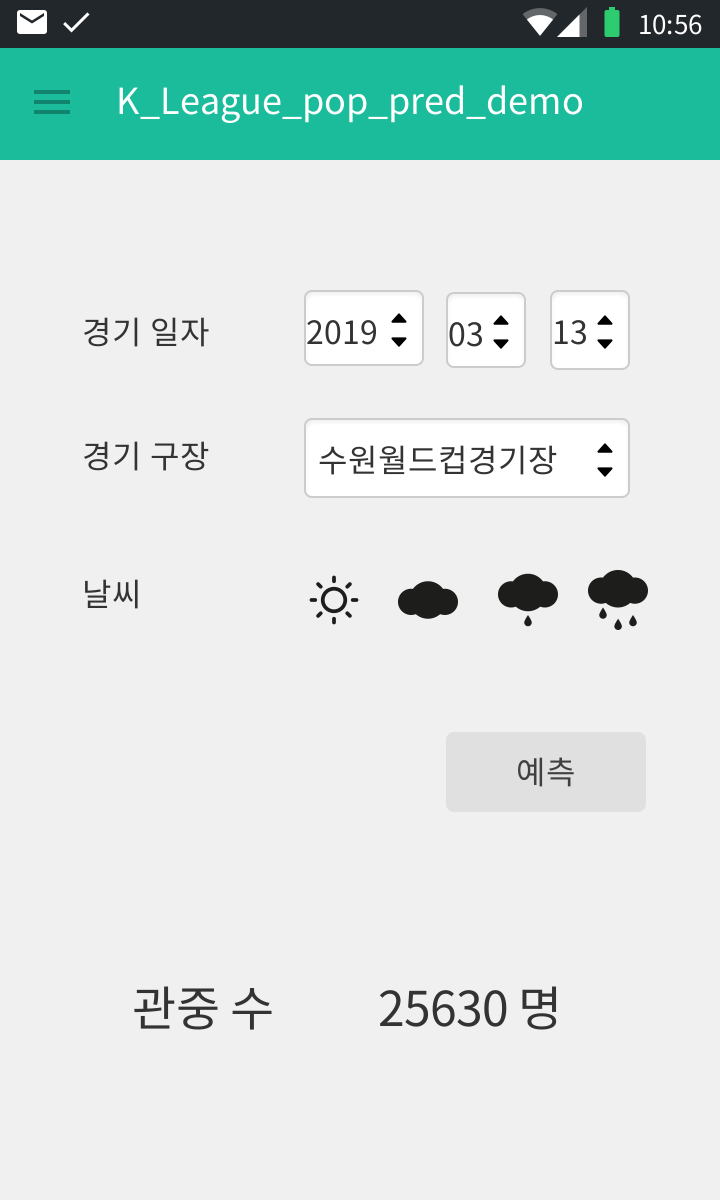 10:56
K_League_pop_pred_demo
경기 일자 2019 03 13
경기 구장 수원월드컵경기장
날씨
예측
관중 수 25630 명